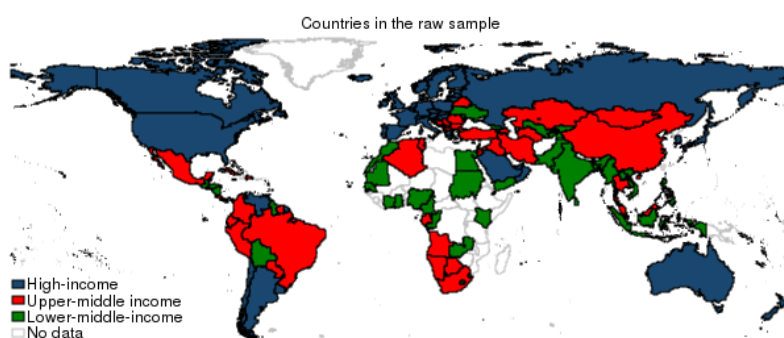 Countries in the raw sample
High-income
Upper-middle income
Lower-middle-income
No data